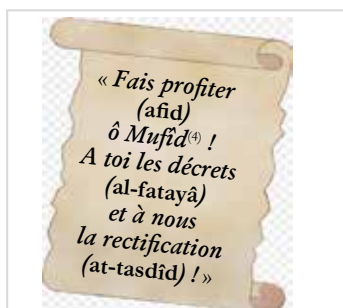 « Fais profiter
(afid)
ô Mufîd(4) !
A toi les décrets
(al-fatayâ)
et à nous
la rectification
(at-tasdîd) ! »